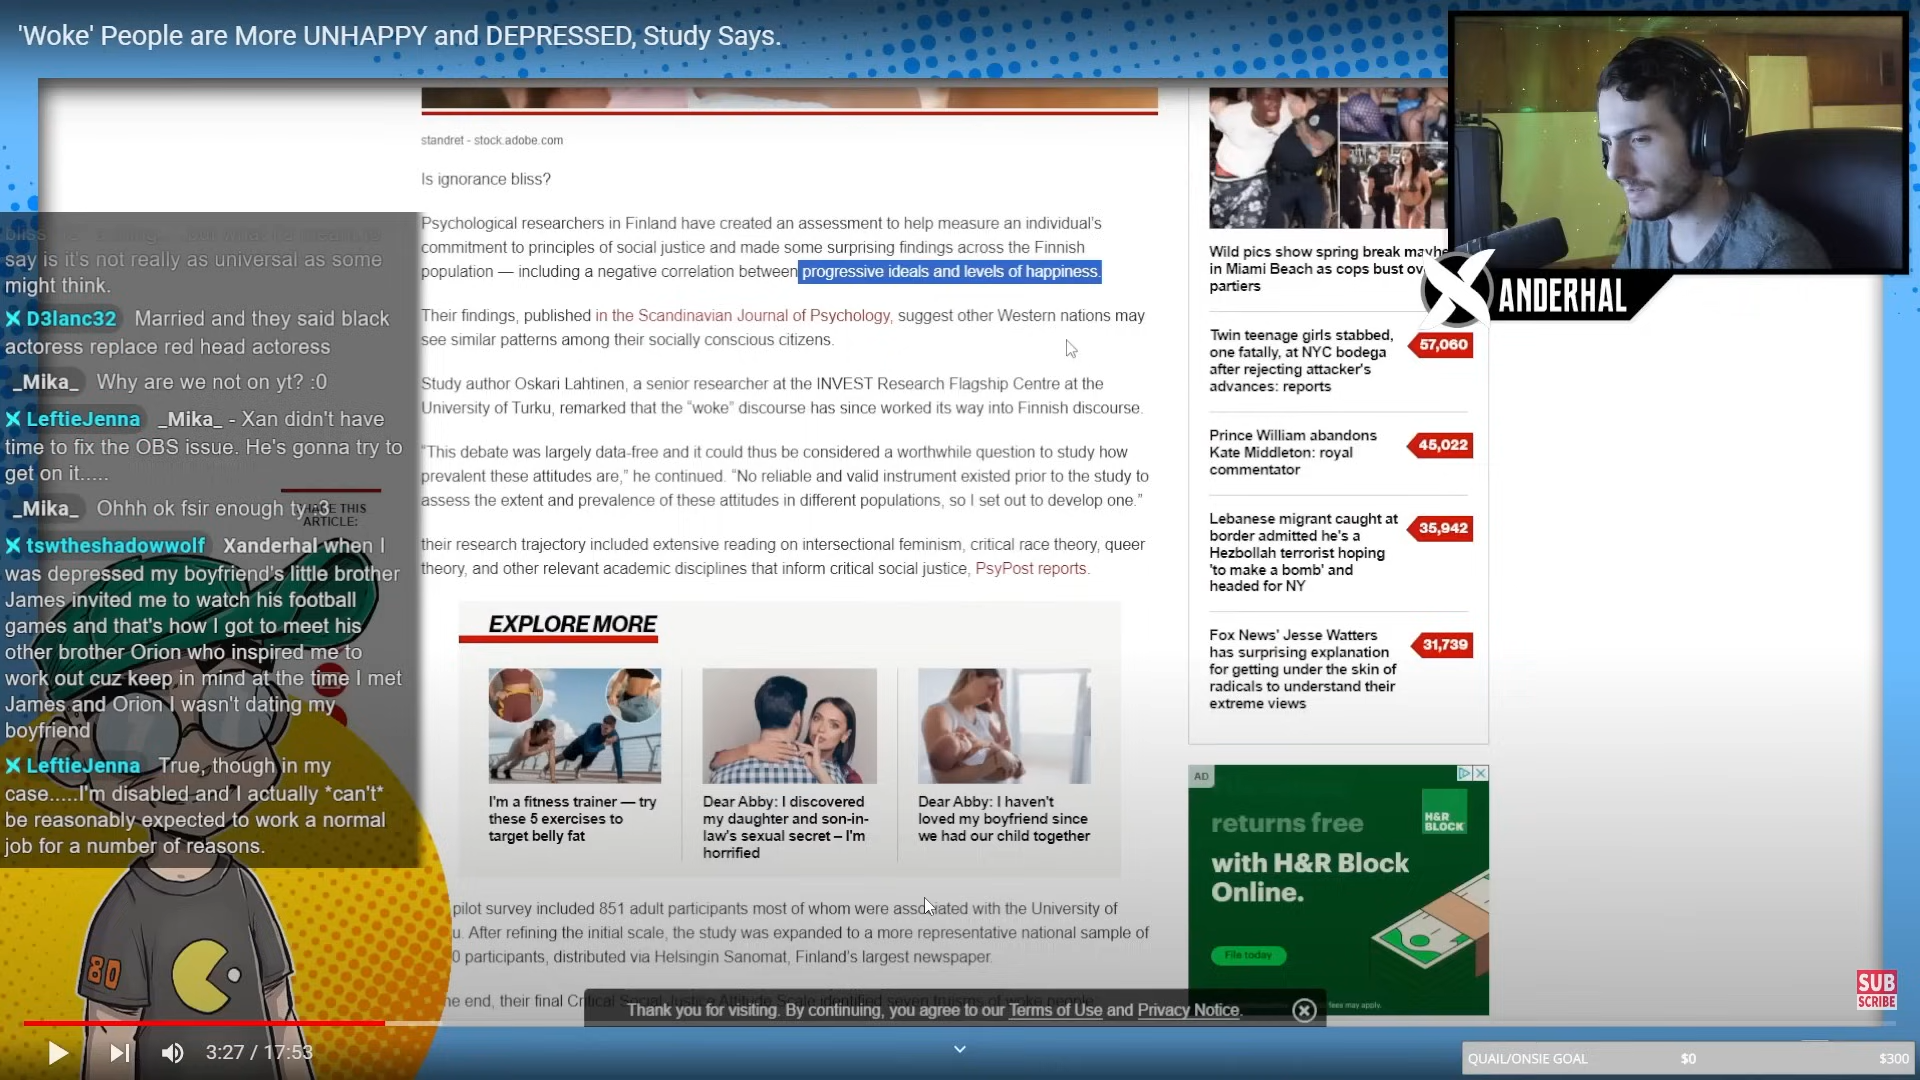 'Woke' People are More UNHAPPY and DEPRESSED, Study Says.
standret - stock.adobe.com
Is ignorance bliss?
Psychological researchers in Finland have created an assessment to help measure an individual's
commitment to principles of social justice and made some surprising findings across the Finnish
population — including a negative correlation between progressive ideals and levels of happiness.
Their findings, published in the Scandinavian Journal of Psychology, suggest other Western nations may
see similar patterns among their socially conscious citizens.
Study author Oskari Lahtinen, a senior researcher at the INVEST Research Flagship Centre at the
University of Turku, remarked that the “woke” discourse has since worked its way into Finnish discourse.
“This debate was largely data-free and it could thus be considered a worthwhile question to study how
prevalent these attitudes are,” he continued. “No reliable and valid instrument existed prior to the study to
assess the extent and prevalence of these attitudes in different populations, so I set out to develop one.”
their research trajectory included extensive reading on intersectional feminism, critical race theory, queer
theory, and other relevant academic disciplines that inform critical social justice, PsyPost reports.
EXPLORE MORE
I'm a fitness trainer — try
these 5 exercises to
target belly fat
Dear Abby: I discovered
my daughter and son-in-
law's sexual secret – I'm
horrified
Dear Abby: I haven't
loved my boyfriend since
we had our child together
pilot survey included 851 adult participants most of whom were associated with the University of
u. After refining the initial scale, the study was expanded to a more representative national sample of
0 participants, distributed via Helsingin Sanomat, Finland's largest newspaper.
he end, their final Critical Social Justice Attitude Scale identified seven truisms of woke people
Thank you for visiting. By continuing, you agree to our Terms of Use and Privacy Notice.
say is it's not really as universal as some
might think.
D3lanc32 Married and they said black
actoress replace red head actoress
_Mika_ Why are we not on yt? :0
LeftieJenna _Mika_ - Xan didn't have
time to fix the OBS issue. He's gonna try to
get on it.....
_Mika_ Ohhh ok fsir enough ty :3
SHARE THIS
ARTICLE:
tswtheshadowwolf Xanderhal when I
was depressed my boyfriend's little brother
James invited me to watch his football
games and that's how I got to meet his
other brother Orion who inspired me to
work out cuz keep in mind at the time I met
James and Orion I wasn't dating my
boyfriend
LeftieJenna True, though in my
case.....I'm disabled and I actually *can't*
be reasonably expected to work a normal
job for a number of reasons.
80
Wild pics show spring break mayhe
in Miami Beach as cops bust ov
partiers
XANDERHAL
Twin teenage girls stabbed,
one fatally, at NYC bodega
after rejecting attacker's
advances: reports
57,060
Prince William abandons
Kate Middleton: royal
commentator
45,022
Lebanese migrant caught at
border admitted he's a
Hezbollah terrorist hoping
'to make a bomb' and
headed for NY
35,942
Fox News' Jesse Watters
has surprising explanation
for getting under the skin of
radicals to understand their
extreme views
31,739
AD
H&R
BLOCK
returns free
with H&R Block
Online.
File today
fees may apply.
SUB
SCRIBE
3:27 / 17:53
QUAIL/ONSIE GOAL $0 $300